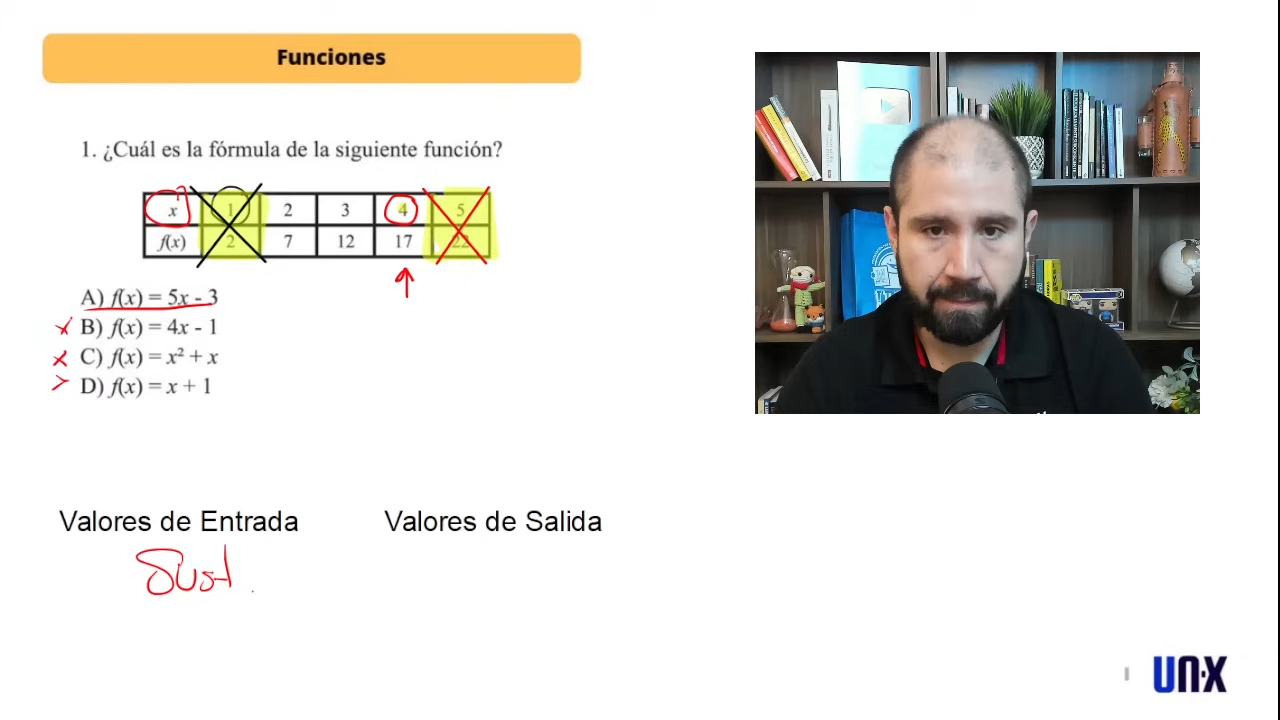 Funciones
1. ¿Cuál es la fórmula de la siguiente función?
x 1 2 3 4 5
f(x) 2 7 12 17 22
A) f(x) = 5x - 3
B) f(x) = 4x - 1
C) f(x) = x² + x
D) f(x) = x + 1
Valores de Entrada
Valores de Salida
Sust
UNX